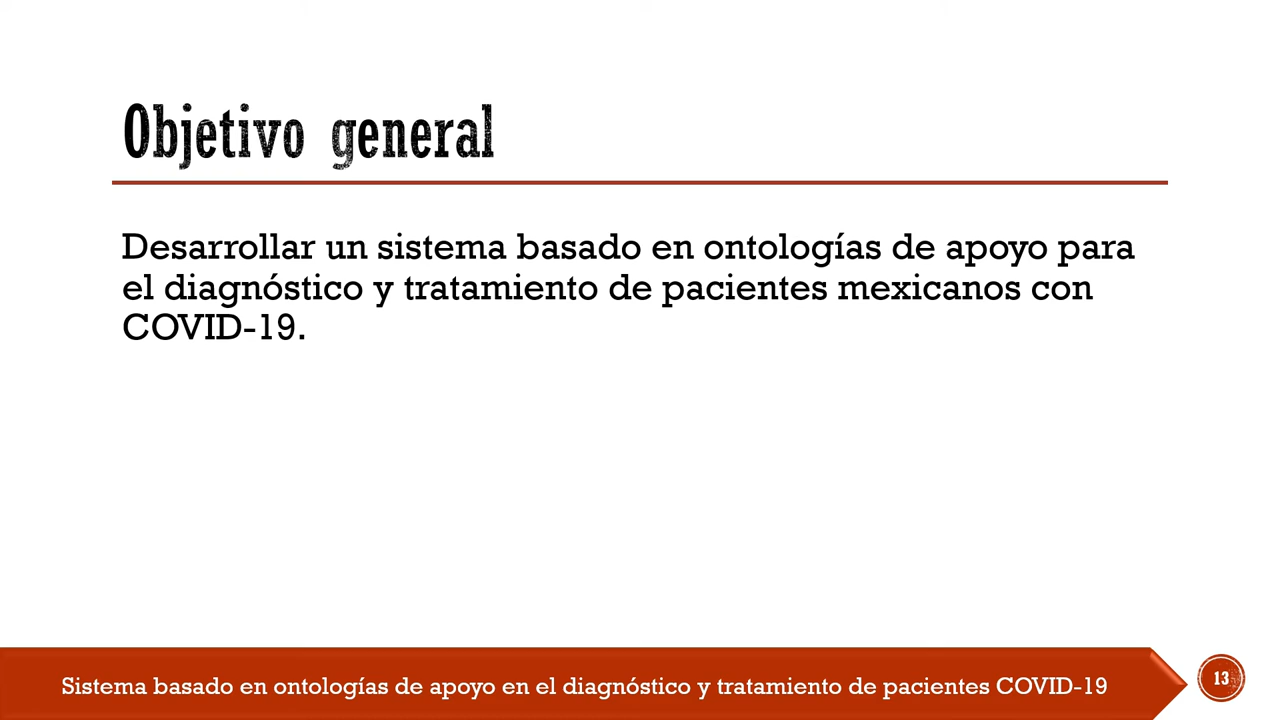 Objetivo general
Desarrollar un sistema basado en ontologías de apoyo para
el diagnóstico y tratamiento de pacientes mexicanos con
COVID-19.
Sistema basado en ontologías de apoyo en el diagnóstico y tratamiento de pacientes COVID-19
13